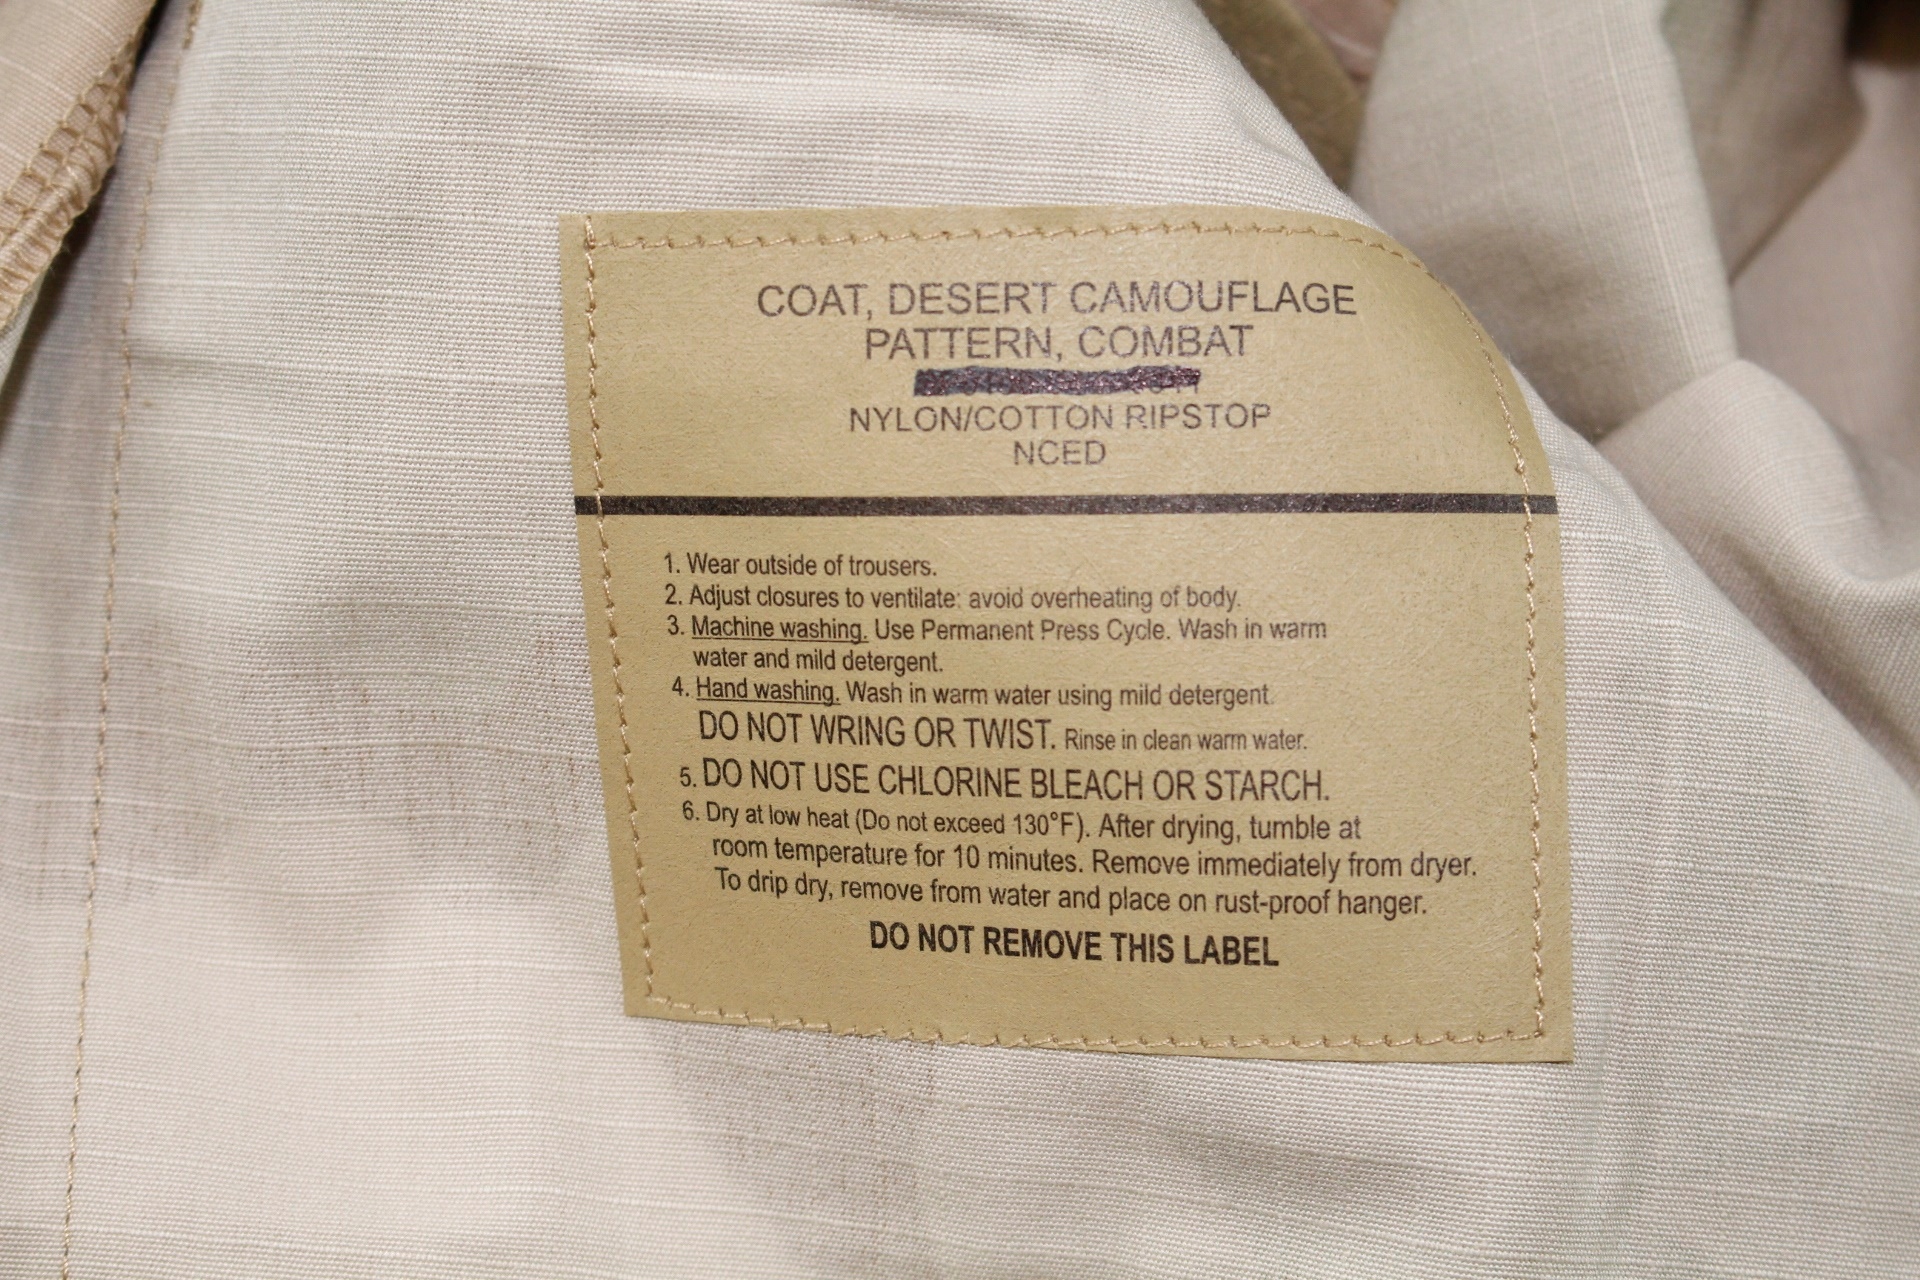 COAT, DESERT CAMOUFLAGE
PATTERN, COMBAT
NYLON/COTTON RIPSTOP
NCED
1. Wear outside of trousers.
2. Adjust closures to ventilate: avoid overheating of body.
3. Machine washing. Use Permanent Press Cycle. Wash in warm
water and mild detergent.
4. Hand washing. Wash in warm water using mild detergent.
DO NOT WRING OR TWIST. Rinse in clean warm water.
5. DO NOT USE CHLORINE BLEACH OR STARCH.
6. Dry at low heat (Do not exceed 130°F). After drying, tumble at
room temperature for 10 minutes. Remove immediately from dryer.
To drip dry, remove from water and place on rust-proof hanger.
DO NOT REMOVE THIS LABEL